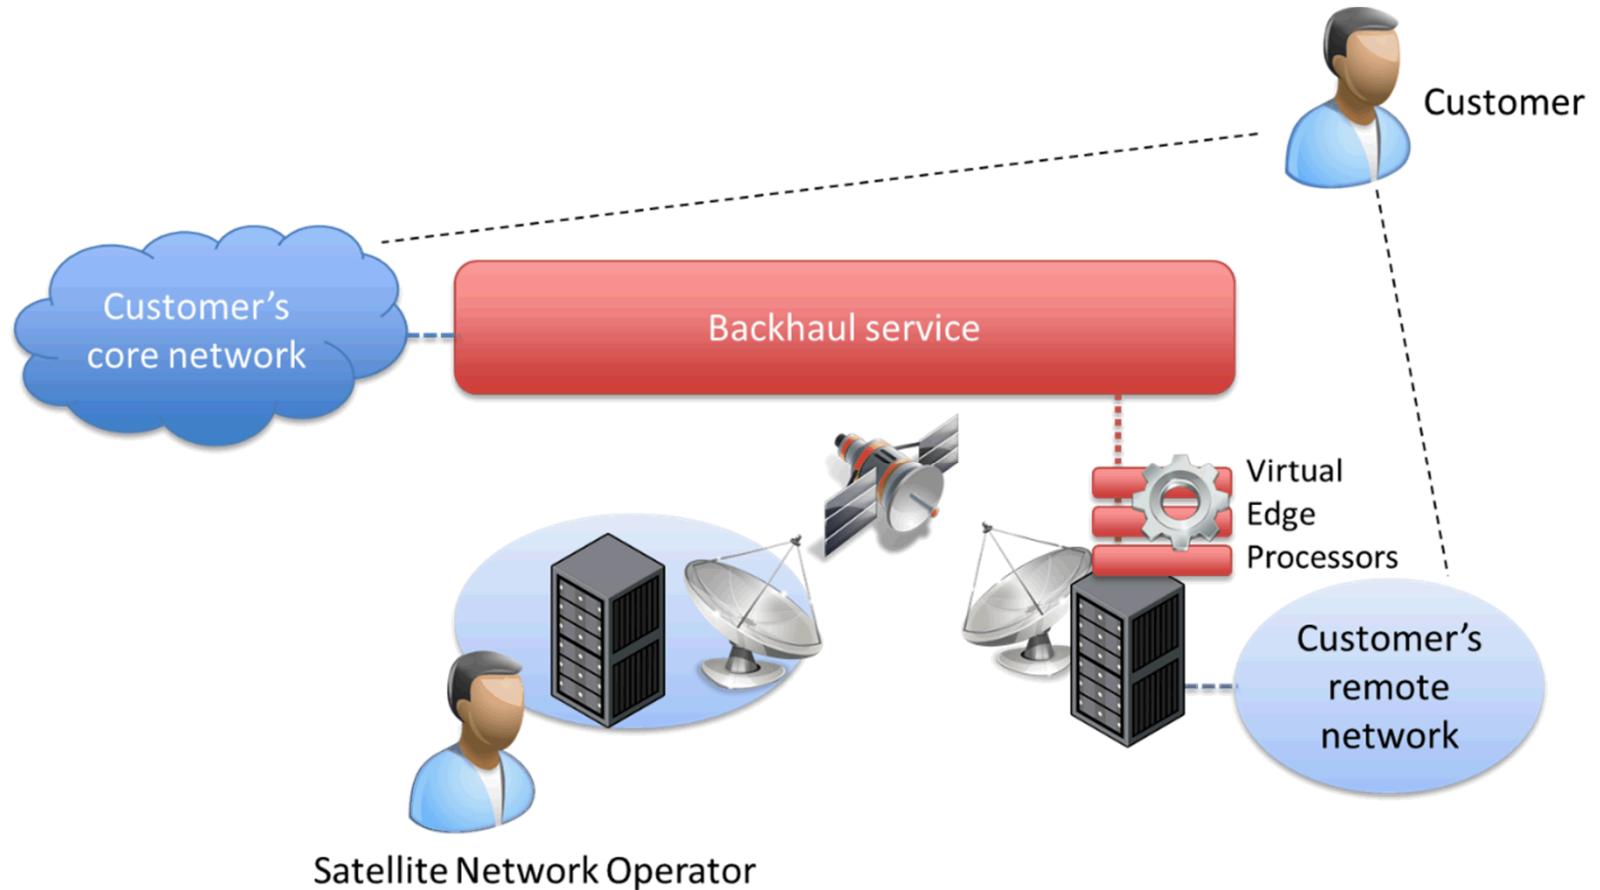 Customer
Customer's
core network
Backhaul service
Virtual
Edge
Processors
Customer's
remote
network
Satellite Network Operator